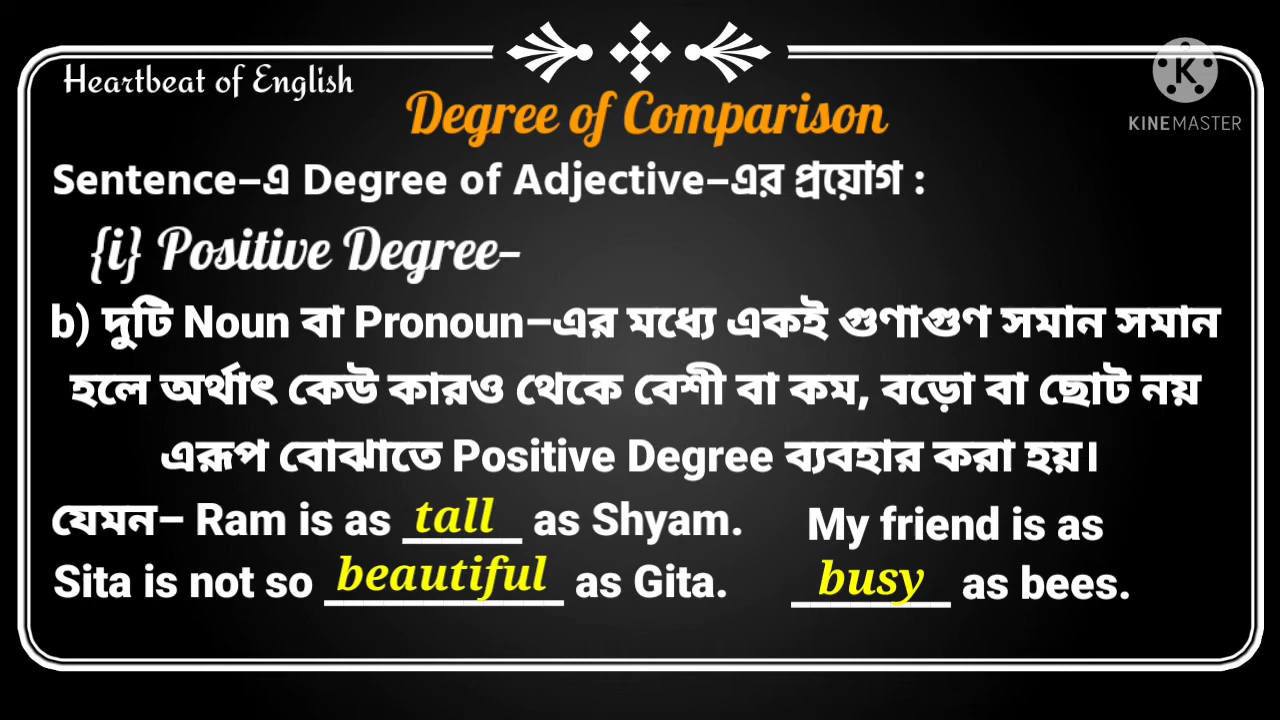 Heartbeat of English
KINEMASTER
Degree of Comparison
Sentence–এ Degree of Adjective–এর প্রয়োগ :
{i} Positive Degree–
b) দুটি Noun বা Pronoun–এর মধ্যে একই গুণাগুণ সমান সমান
হলে অর্থাৎ কেউ কারও থেকে বেশী বা কম, বড়ো বা ছোট নয়
এরূপ বোঝাতে Positive Degree ব্যবহার করা হয়।
যেমন– Ram is as tall as Shyam.
Sita is not so beautiful as Gita.
My friend is as
busy as bees.